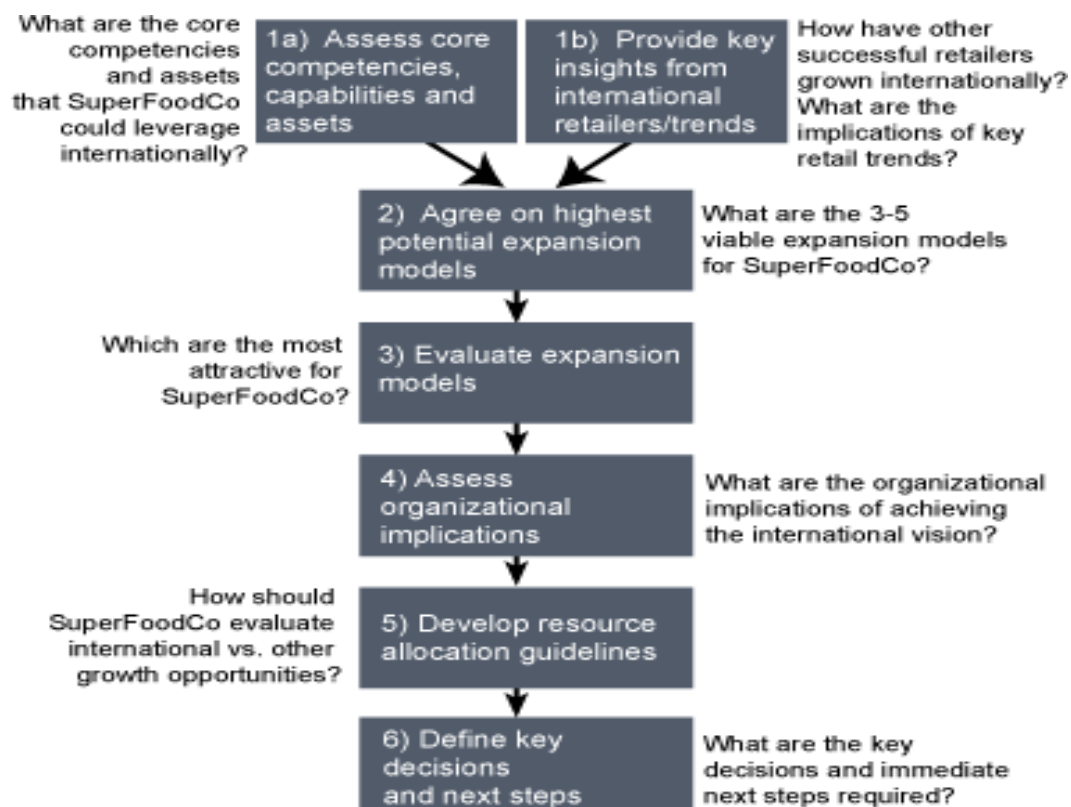 What are the core
competencies
and assets
that SuperFoodCo
could leverage
internationally?
1a) Assess core
competencies,
capabilities and
assets
1b) Provide key
insights from
international
retailers/trends
How have other
successful retailers
grown internationally?
What are the
implications of key
retail trends?
2) Agree on highest
potential expansion
models
What are the 3-5
viable expansion models
for SuperFoodCo?
Which are the most
attractive for
SuperFoodCo?
3) Evaluate expansion
models
4) Assess
organizational
implications
What are the organizational
implications of achieving
the international vision?
How should
SuperFoodCo evaluate
international vs. other
growth opportunities?
5) Develop resource
allocation guidelines
6) Define key
decisions
and next steps
What are the key
decisions and immediate
next steps required?